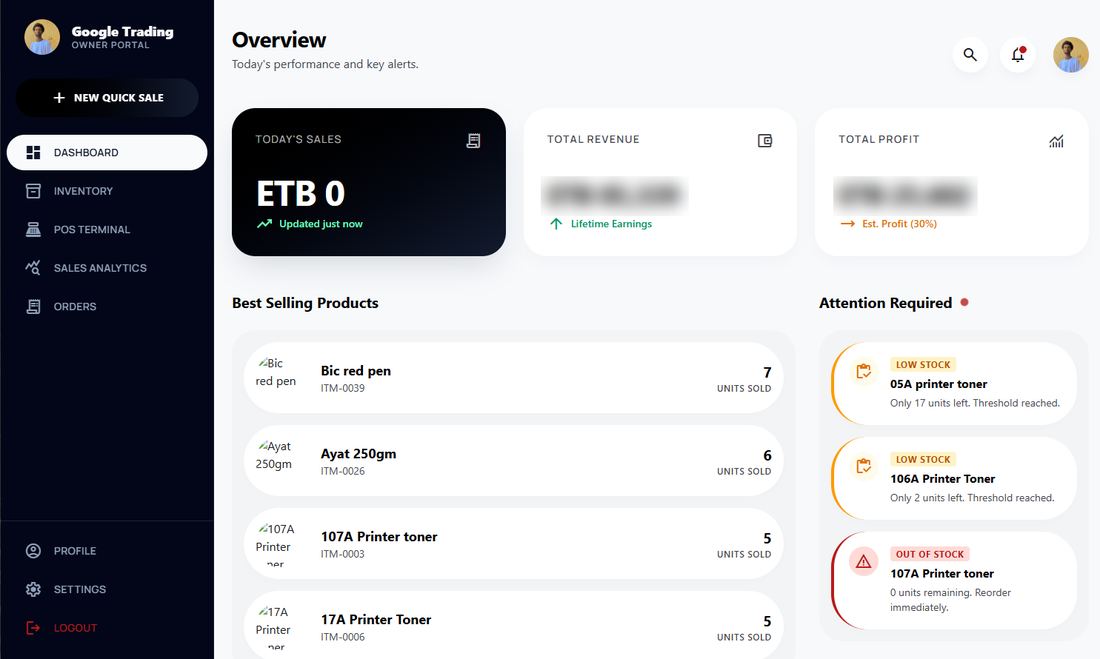 Google Trading
OWNER PORTAL
NEW QUICK SALE
DASHBOARD
INVENTORY
POS TERMINAL
SALES ANALYTICS
ORDERS
PROFILE
SETTINGS
LOGOUT
Overview
Today's performance and key alerts.
TODAY'S SALES
ETB 0
Updated just now
TOTAL REVENUE
Lifetime Earnings
TOTAL PROFIT
Est. Profit (30%)
Best Selling Products
Bic
red pen
Bic red pen
ITM-0039
7
UNITS SOLD
Ayat
250gm
Ayat 250gm
ITM-0026
6
UNITS SOLD
107A
Printer
107A Printer toner
ITM-0003
5
UNITS SOLD
17A
Printer
17A Printer Toner
ITM-0006
5
UNITS SOLD
Attention Required
LOW STOCK
05A printer toner
Only 17 units left. Threshold reached.
LOW STOCK
106A Printer Toner
Only 2 units left. Threshold reached.
OUT OF STOCK
107A Printer toner
0 units remaining. Reorder
immediately.